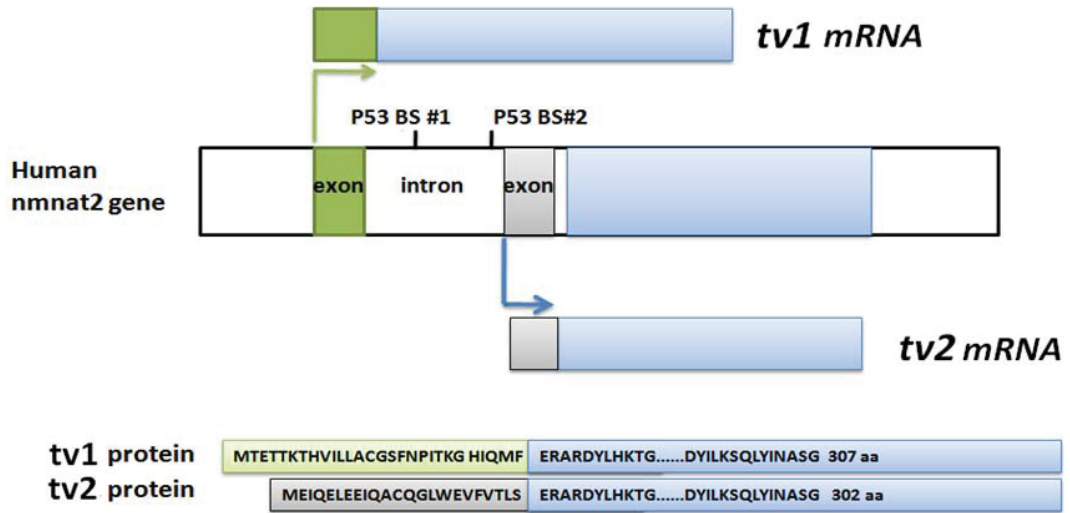 tv1 mRNA
P53 BS #1 P53 BS#2
Human
nmnat2 gene
exon intron exon
tv2 mRNA
tv1 protein MTETTKTHVILLACGSFNPITKG HIQMF ERARDYLHKTG......DYILKSQLYINASG 307 aa
tv2 protein MEIQELEEIQACQGLWEVFVTLS ERARDYLHKTG......DYILKSQLYINASG 302 aa